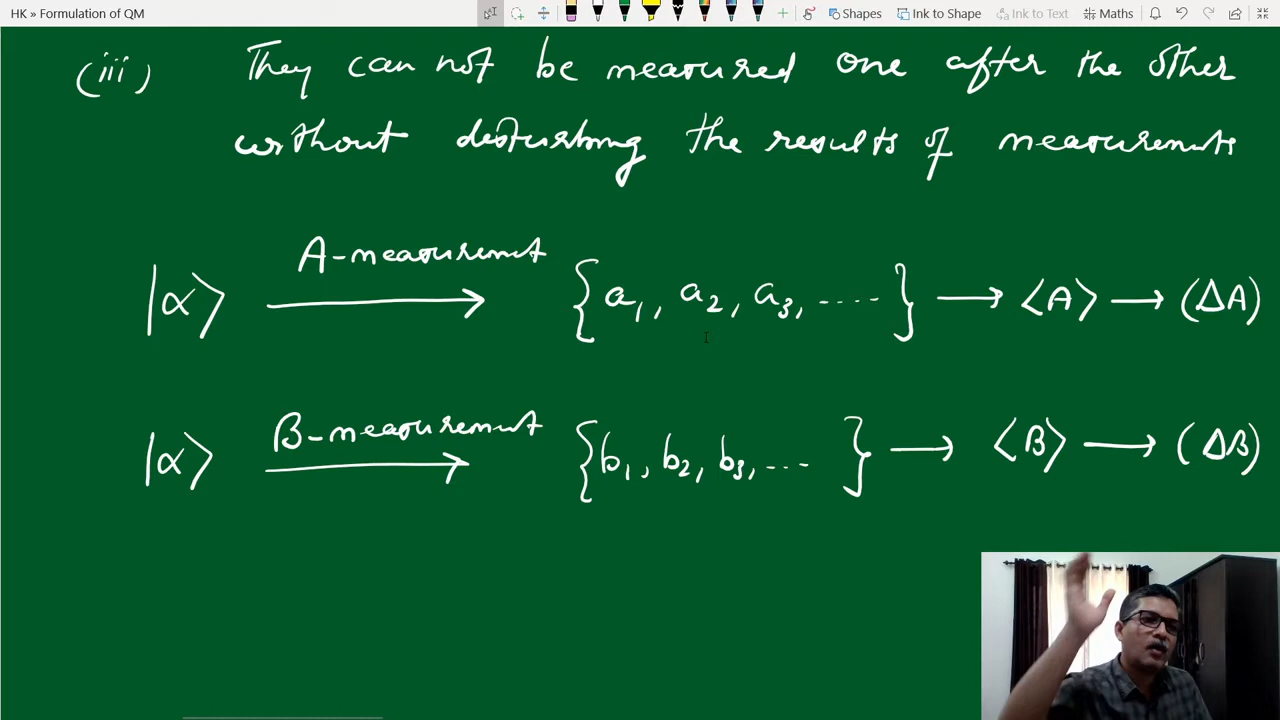 HK » Formulation of QM
Shapes Ink to Shape Ink to Text Maths
(iii) They can not be measured one after the other
without disturbing the results of measurements
|α⟩ A-measuremt ⟶ {a₁, a₂, a₃, ....} ⟶ ⟨A⟩ ⟶ (ΔA)
|α⟩ B-measurement ⟶ {b₁, b₂, b₃, ... } ⟶ ⟨B⟩ ⟶ (ΔB)